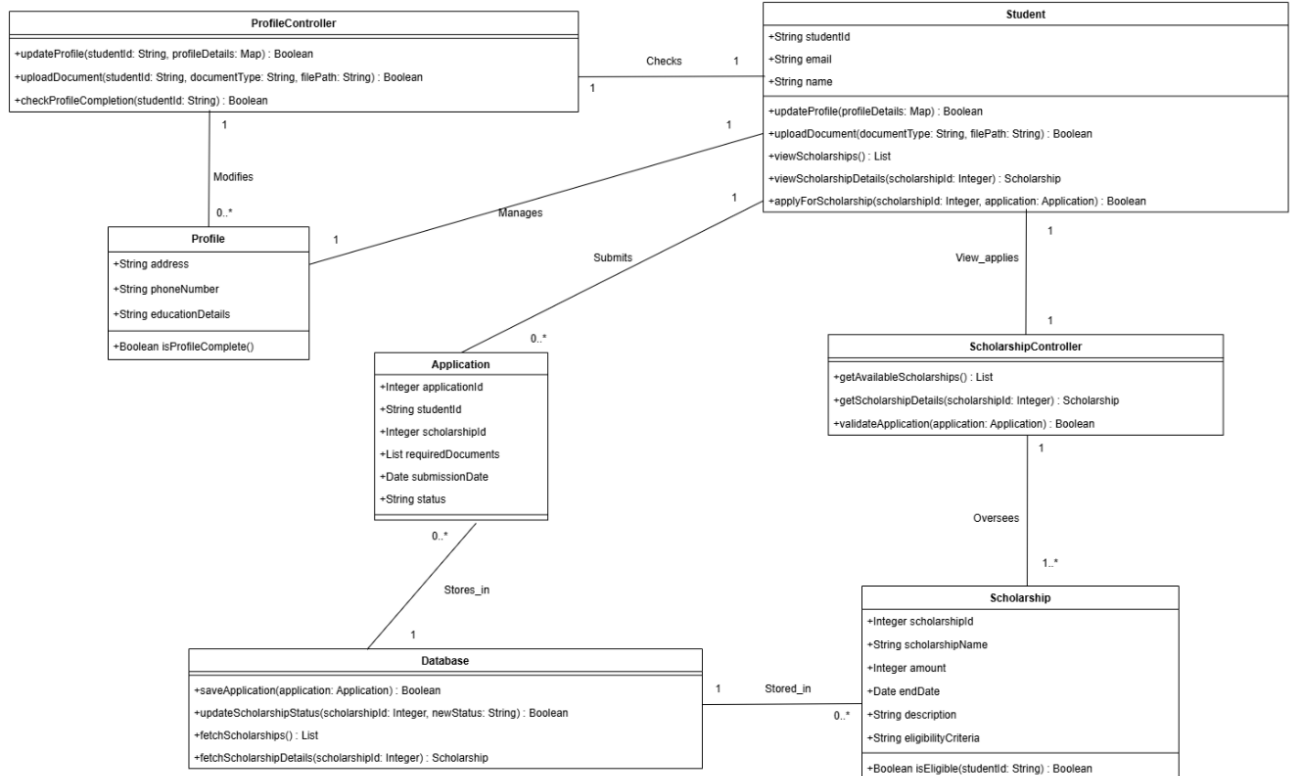 ProfileController
+updateProfile(studentId: String, profileDetails: Map) : Boolean
+uploadDocument(studentId: String, documentType: String, filePath: String) : Boolean
+checkProfileCompletion(studentId: String) : Boolean
Checks
1
1
Student
+String studentId
+String email
+String name
+updateProfile(profileDetails: Map) : Boolean
+uploadDocument(documentType: String, filePath: String) : Boolean
+viewScholarships() : List
+viewScholarshipDetails(scholarshipId: Integer) : Scholarship
+applyForScholarship(scholarshipId: Integer, application: Application) : Boolean
1
Modifies
0..*
1
Manages
1
Profile
+String address
+String phoneNumber
+String educationDetails
+Boolean isProfileComplete()
1
Submits
0..*
1
View_applies
1
Application
+Integer applicationId
+String studentId
+Integer scholarshipId
+List requiredDocuments
+Date submissionDate
+String status
ScholarshipController
+getAvailableScholarships() : List
+getScholarshipDetails(scholarshipId: Integer) : Scholarship
+validateApplication(application: Application) : Boolean
1
Oversees
1..*
0..*
Stores_in
1
Database
+saveApplication(application: Application) : Boolean
+updateScholarshipStatus(scholarshipId: Integer, newStatus: String) : Boolean
+fetchScholarships() : List
+fetchScholarshipDetails(scholarshipId: Integer) : Scholarship
1
Stored_in
0..*
Scholarship
+Integer scholarshipId
+String scholarshipName
+Integer amount
+Date endDate
+String description
+String eligibilityCriteria
+Boolean isEligible(studentId: String) : Boolean